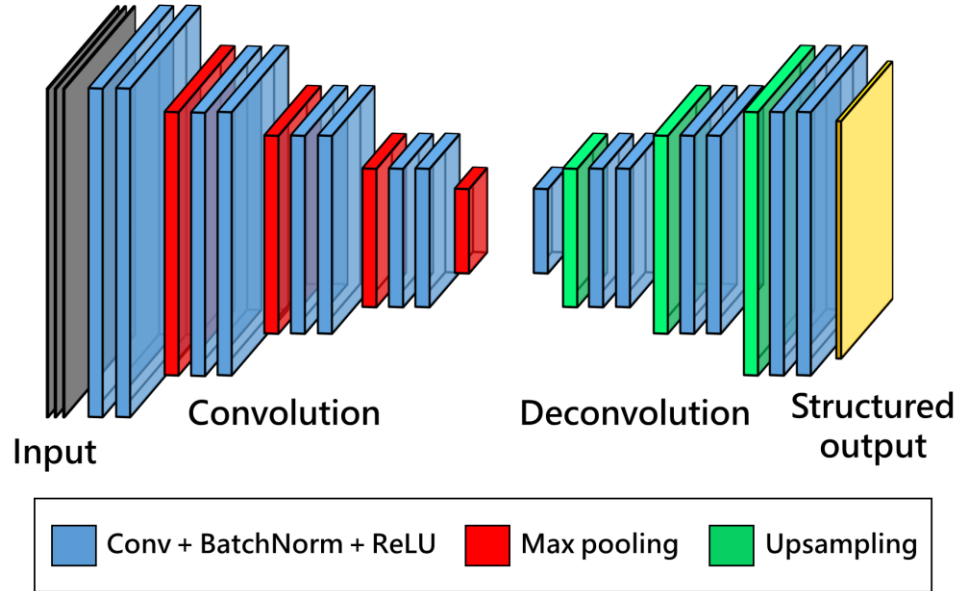 Convolution
Deconvolution
Structured
output
Input
Conv + BatchNorm + ReLU
Max pooling
Upsampling